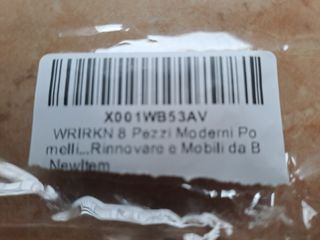 X001WB53AV
WRIRKN 8 Pezzi Moderni Po
melli...Rinnovare e Mobili da B
NewItem